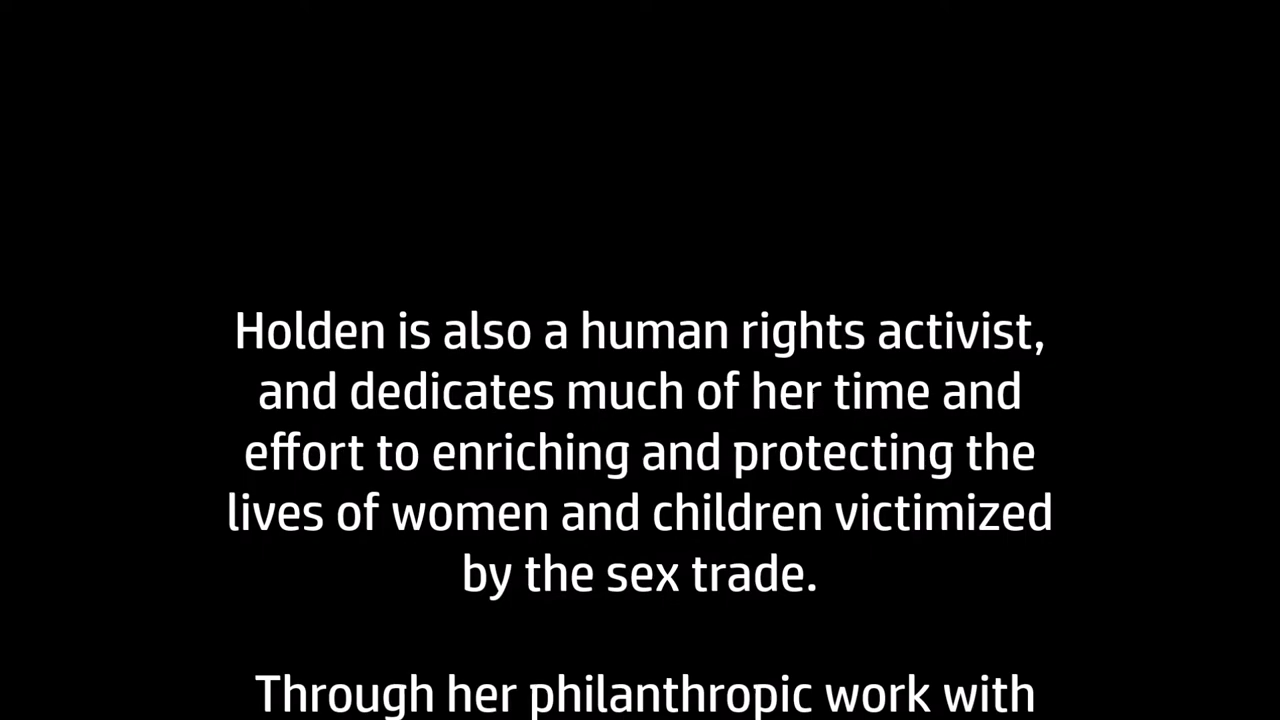 Holden is also a human rights activist,
and dedicates much of her time and
effort to enriching and protecting the
lives of women and children victimized
by the sex trade.
Through her philanthropic work with